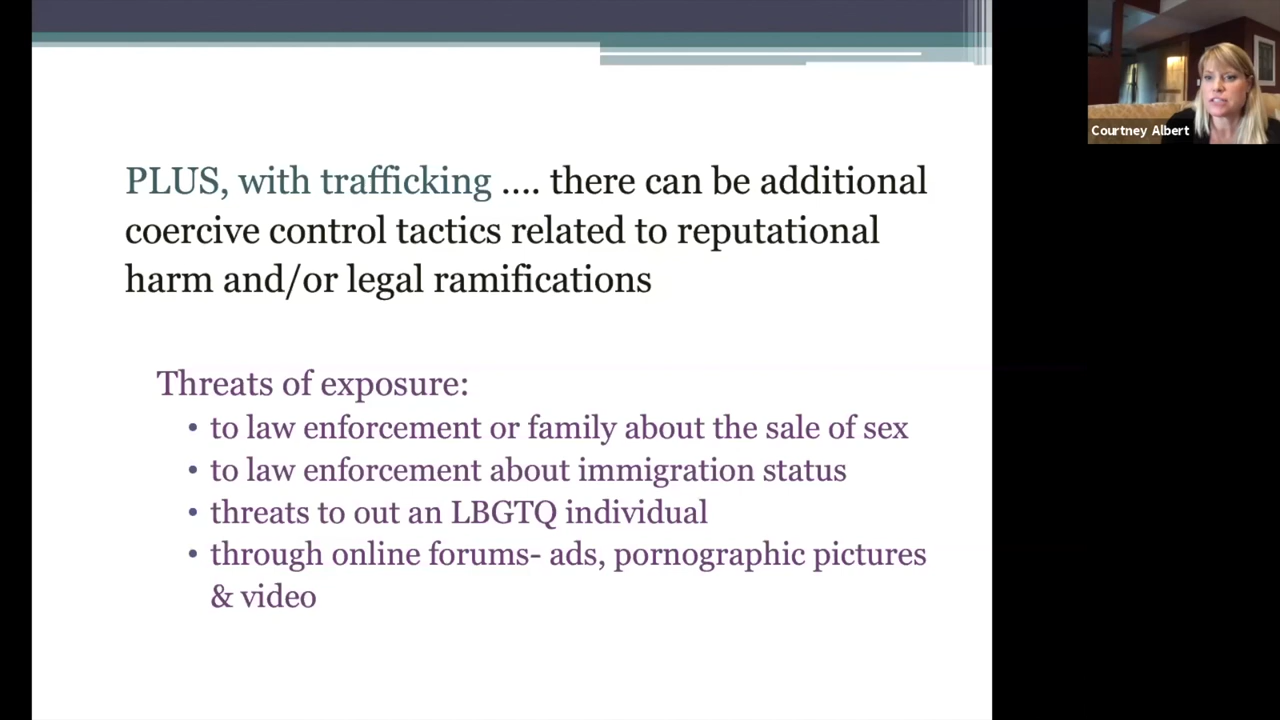 PLUS, with trafficking .... there can be additional
coercive control tactics related to reputational
harm and/or legal ramifications
Threats of exposure:
• to law enforcement or family about the sale of sex
• to law enforcement about immigration status
• threats to out an LBGTQ individual
• through online forums- ads, pornographic pictures
& video
Courtney Albert